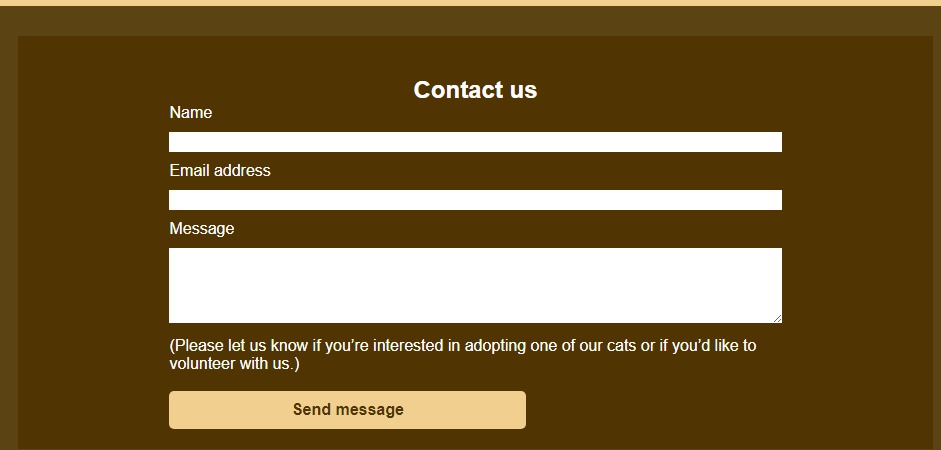 Contact us
Name
Email address
Message
(Please let us know if you’re interested in adopting one of our cats or if you’d like to
volunteer with us.)
Send message